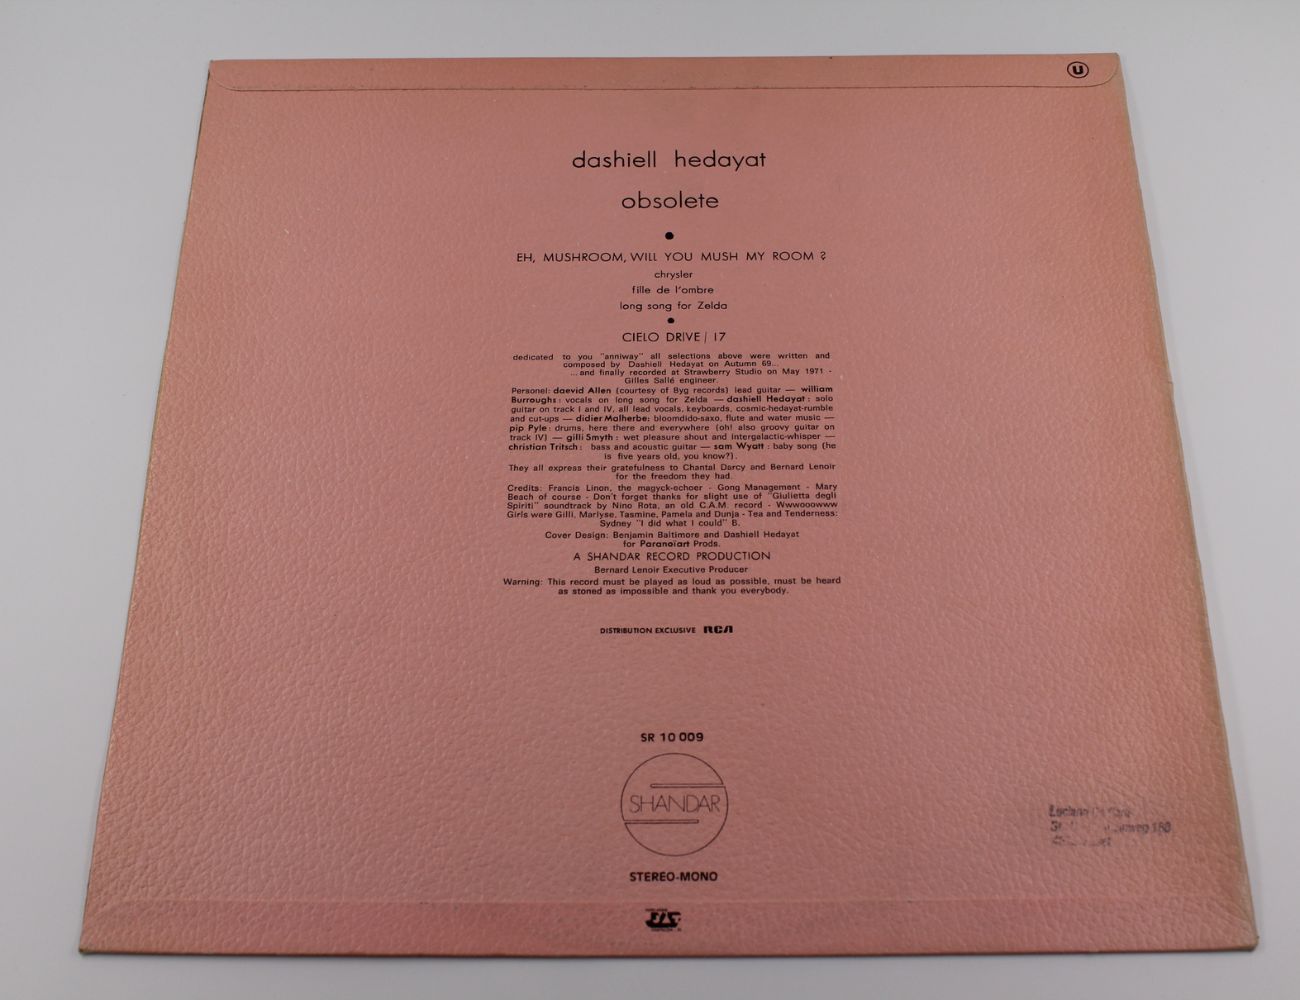 U
dashiell hedayat
obsolete
EH, MUSHROOM, WILL YOU MUSH MY ROOM ?
chrysler
fille de l'ombre
long song for Zelda
CIELO DRIVE / 17
dedicated to you "anniway" all selections above were written and
composed by Dashiell Hedayat on Autumn 69...
...and finally recorded at Strawberry Studio on May 1971 -
Gilles Sallé engineer.
Personel: daevid Allen (courtesy of Byg records) lead guitar — william
Burroughs : vocals on long song for Zelda — dashiell Hedayat : solo
guitar on track I and IV, all lead vocals, keyboards, cosmic-hedayat-rumble
and cut-ups — didier Malherbe: bloomdido-saxo, flute and water music —
pip Pyle : drums, here there and everywhere (oh! also groovy guitar on
track IV) — gilli Smyth : wet pleasure shout and intergalactic-whisper —
christian Tritsch : bass and acoustic guitar — sam Wyatt : baby song (he
is five years old, you know?).
They all express their gratefulness to Chantal Darcy and Bernard Lenoir
for the freedom they had.
Credits: Francis Linon, the magyck-echoer - Gong Management - Mary
Beach of course - Don't forget thanks for slight use of "Giulietta degli
Spiriti" soundtrack by Nino Rota, an old C.A.M. record - Wwwooowww
Girls were Gilli, Marlyse, Tasmine, Pamela and Dunja - Tea and Tenderness:
Sydney "I did what I could" B.
Cover Design: Benjamin Baltimore and Dashiell Hedayat
for Paranoïart Prods.
A SHANDAR RECORD PRODUCTION
Bernard Lenoir Executive Producer
Warning: This record must be played as loud as possible, must be heard
as stoned as impossible and thank you everybody.
DISTRIBUTION EXCLUSIVE RCA
SR 10 009
SHANDAR
STEREO-MONO